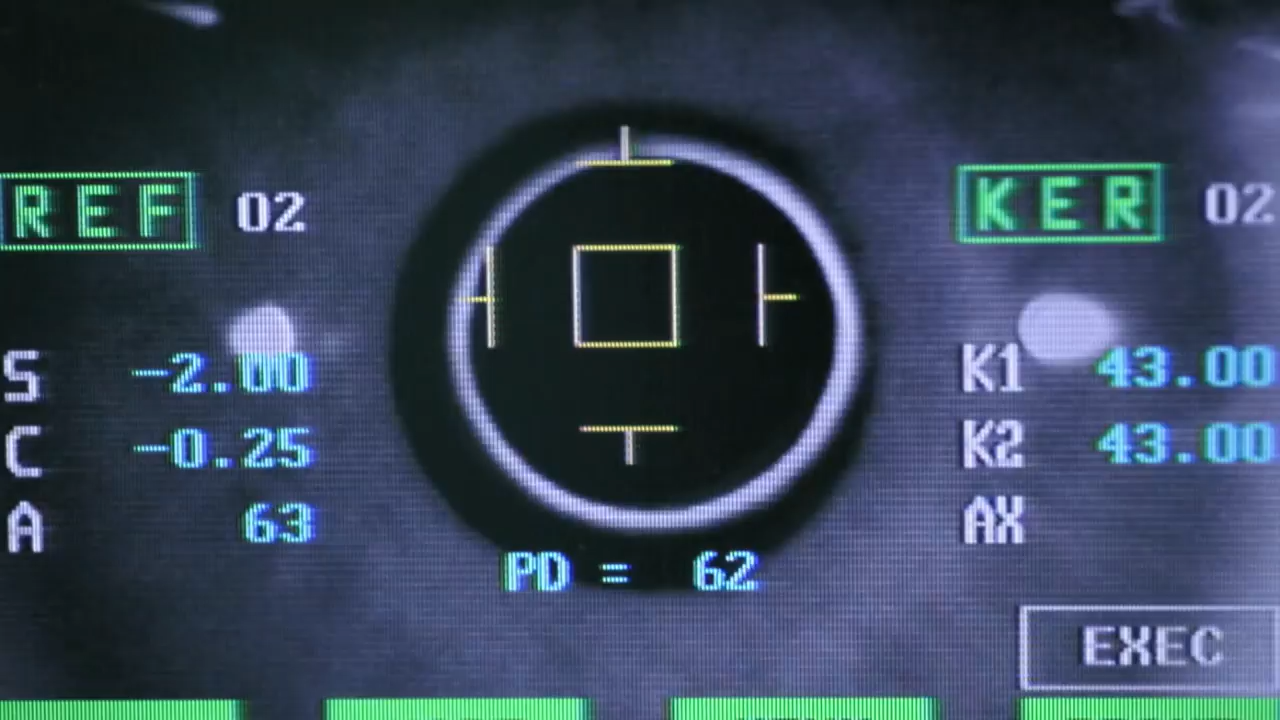 REF 02 KER 02
S -2.00 K1 43.00
C -0.25 K2 43.00
A 63 AX
PD = 62
EXEC